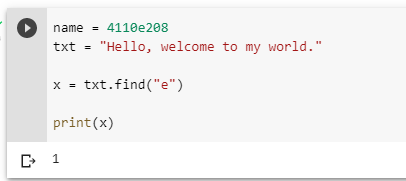 name = 4110e208
txt = "Hello, welcome to my world."
x = txt.find("e")
print(x)
1